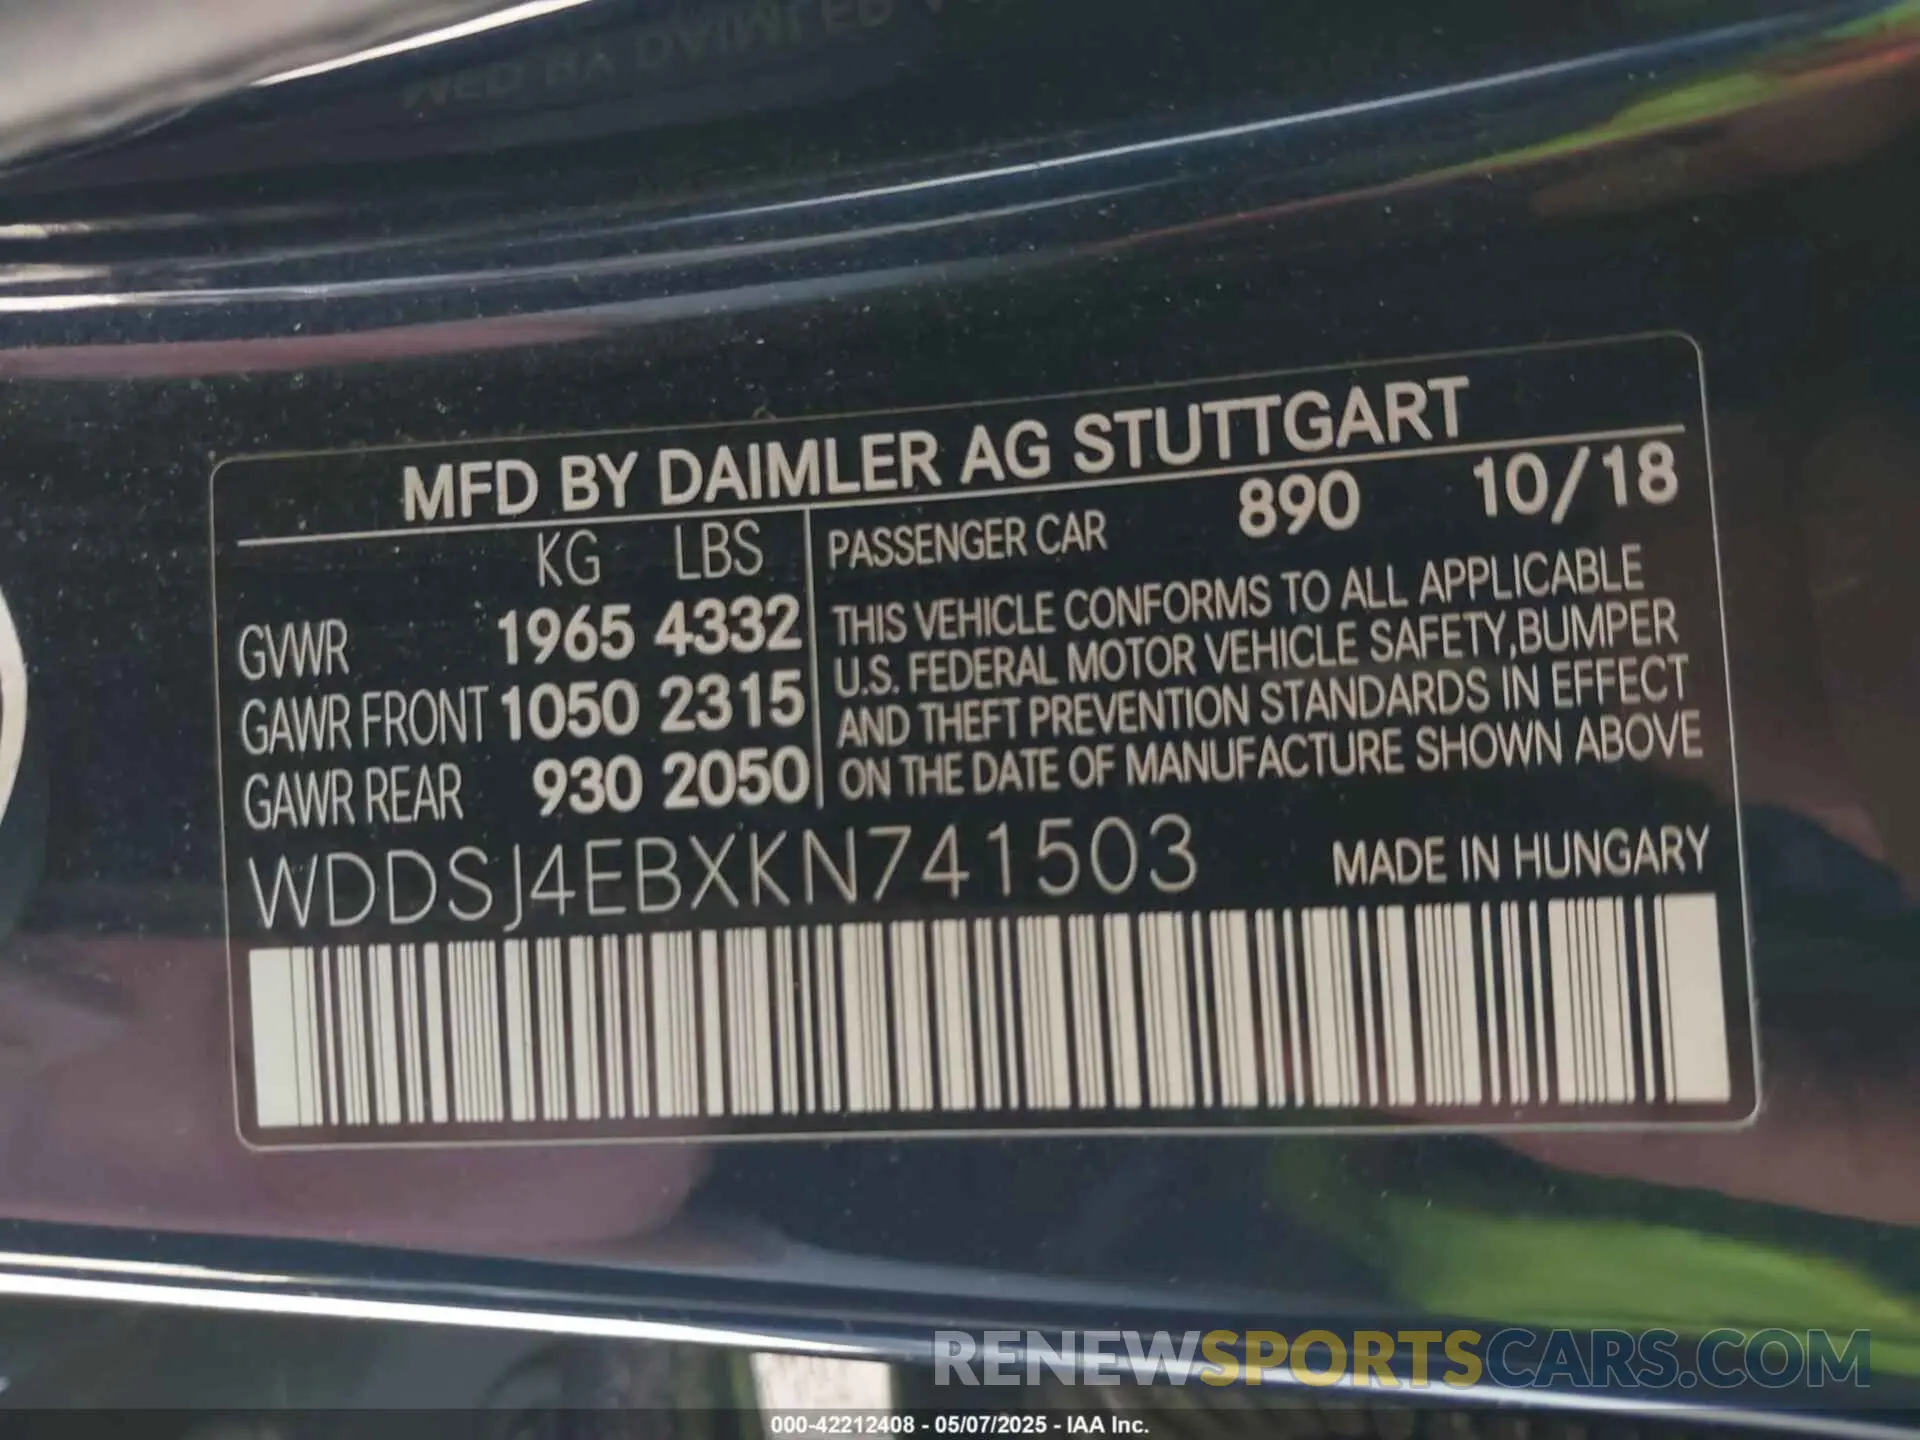 MFD BY DAIMLER AG STUTTGART
KG LBS
GVWR 1965 4332
GAWR FRONT 1050 2315
GAWR REAR 930 2050
PASSENGER CAR 890 10/18
THIS VEHICLE CONFORMS TO ALL APPLICABLE
U.S. FEDERAL MOTOR VEHICLE SAFETY,BUMPER
AND THEFT PREVENTION STANDARDS IN EFFECT
ON THE DATE OF MANUFACTURE SHOWN ABOVE
WDDSJ4EBXKN741503 MADE IN HUNGARY
RENEWSPORTSCARS.COM
000-42212408 - 05/07/2025 - IAA Inc.